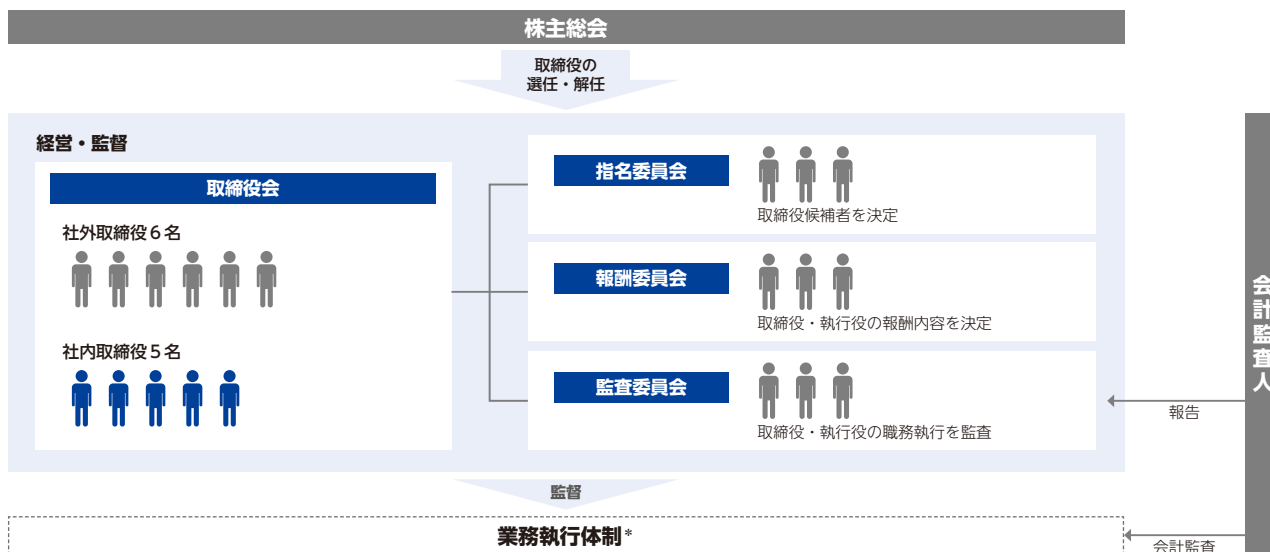 株主総会
取締役の
選任・解任
経営・監督
取締役会
社外取締役6名
社内取締役5名
指名委員会
取締役候補者を決定
報酬委員会
取締役・執行役の報酬内容を決定
監査委員会
取締役・執行役の職務執行を監査
会計監査人
報告
監督
業務執行体制*
会計監査